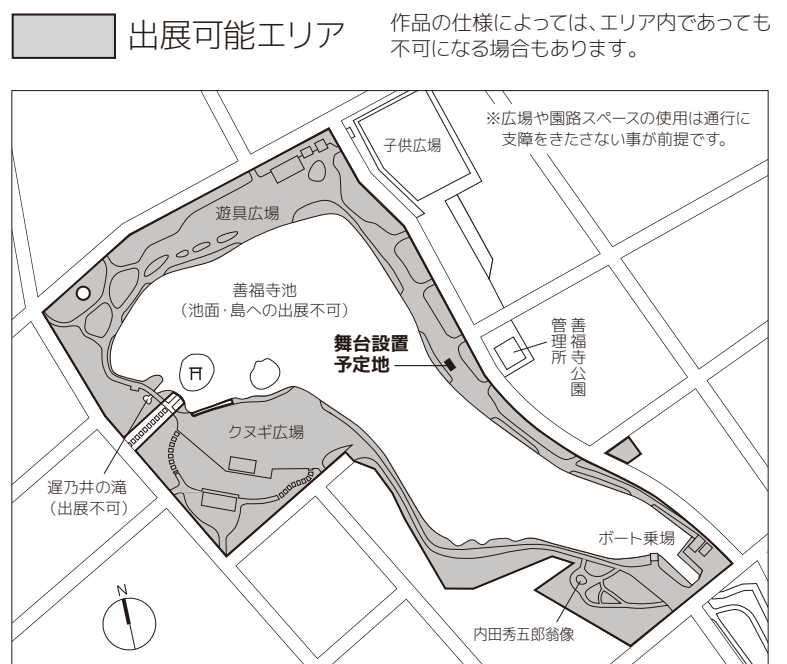 出展可能エリア
作品の仕様によっては、エリア内であっても
不可になる場合もあります。
※広場や園路スペースの使用は通行に
支障をきたさない事が前提です。
子供広場
遊具広場
善福寺池
（池面・島への出展不可）
舞台設置
予定地
善福寺公園
管理所
クヌギ広場
遅乃井の滝
（出展不可）
ボート乗場
内田秀五郎翁像
N